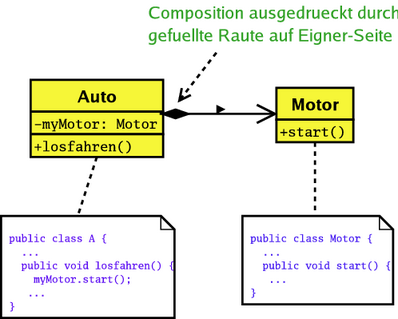 Composition ausgedrueckt durch
gefuellte Raute auf Eigner-Seite
Auto
-myMotor: Motor
+losfahren()
Motor
+start()
public class A {
...
public void losfahren() {
myMotor.start();
...
}
public class Motor {
...
public void start() {
...
}